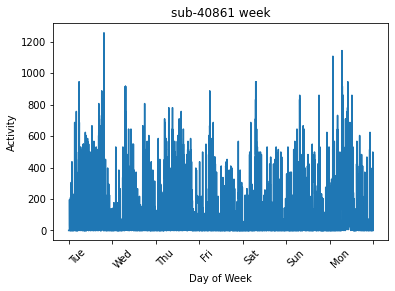 sub-40861 week
1200
1000
800
600
400
200
0
Activity
Tue
Wed
Thu
Fri
Sat
Sun
Mon
Day of Week